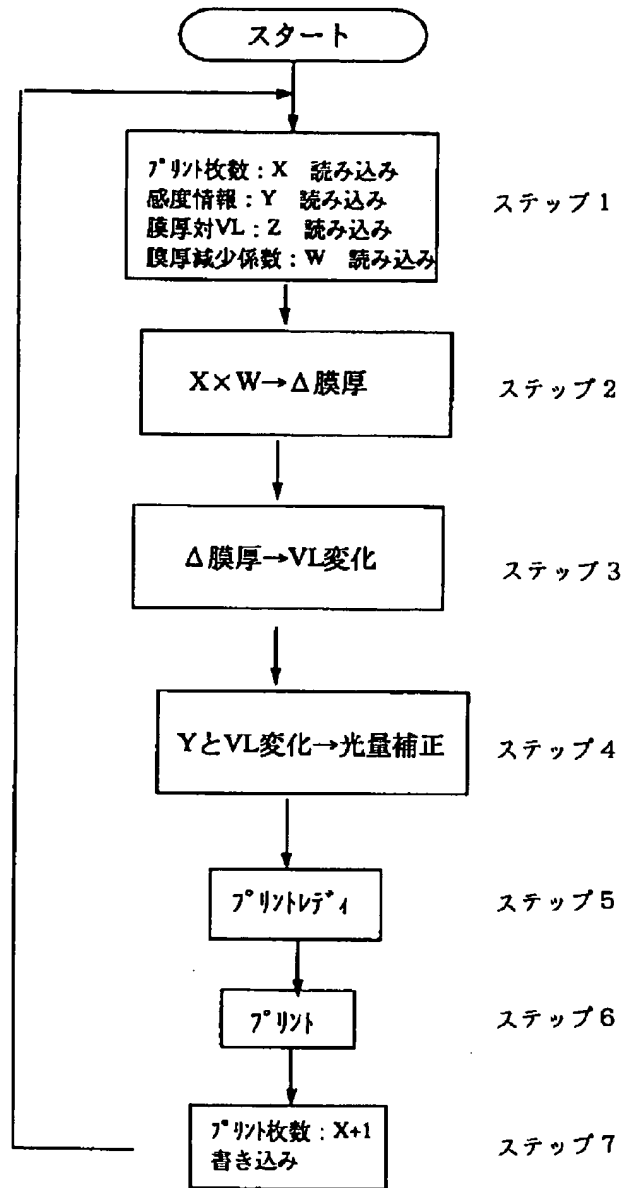 スタート
ﾌﾟﾘﾝﾄ枚数：X　読み込み
感度情報：Y　読み込み
膜厚対VL：Z　読み込み
膜厚減少係数：W　読み込み
ステップ1
X×W→Δ膜厚
ステップ2
Δ膜厚→VL変化
ステップ3
YとVL変化→光量補正
ステップ4
ﾌﾟﾘﾝﾄﾚﾃﾞｨ
ステップ5
ﾌﾟﾘﾝﾄ
ステップ6
ﾌﾟﾘﾝﾄ枚数：X+1
書き込み
ステップ7